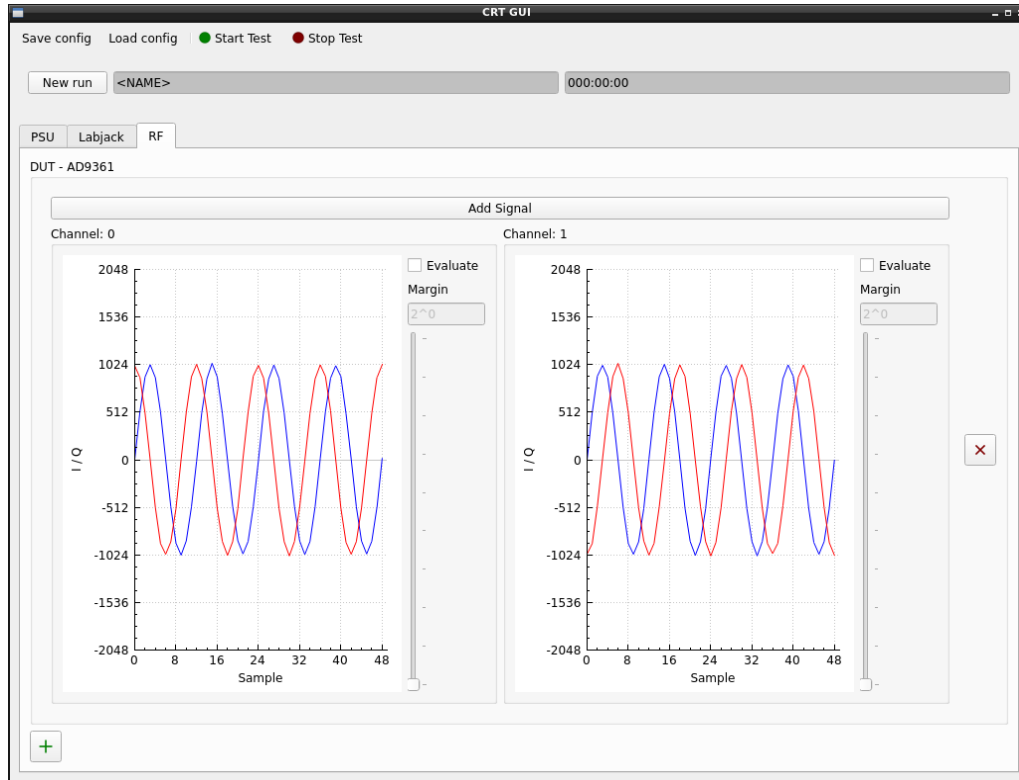 CRT GUI
Save config Load config Start Test Stop Test
New run <NAME> 000:00:00
PSU Labjack RF
DUT - AD9361
Add Signal
Channel: 0
2048
1536
1024
512
0
-512
-1024
-1536
-2048
I / Q
0 8 16 24 32 40 48
Sample
Evaluate
Margin
2^0
Channel: 1
2048
1536
1024
512
0
-512
-1024
-1536
-2048
I / Q
0 8 16 24 32 40 48
Sample
Evaluate
Margin
2^0